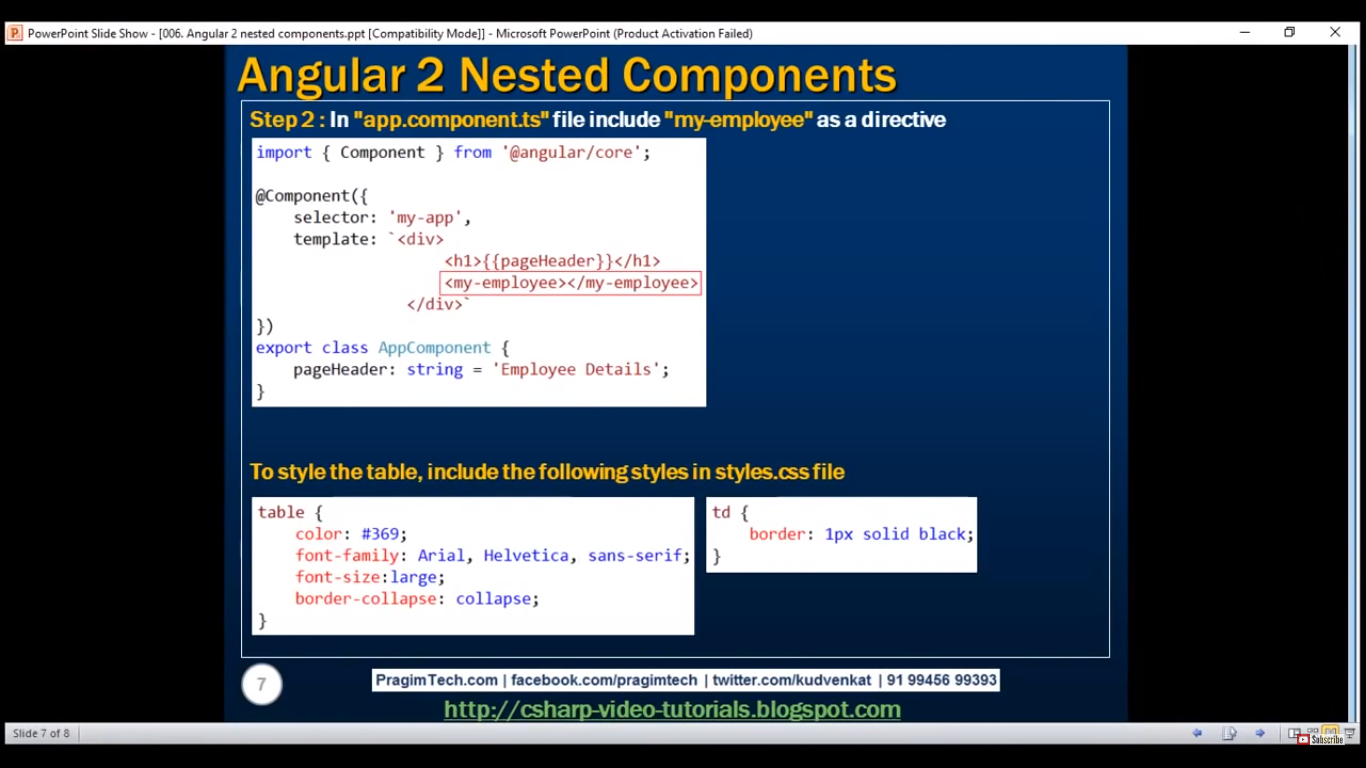 PowerPoint Slide Show - [006. Angular 2 nested components.ppt [Compatibility Mode]] - Microsoft PowerPoint (Product Activation Failed)
Angular 2 Nested Components
Step 2 : In "app.component.ts" file include "my-employee" as a directive
import { Component } from '@angular/core';
@Component({
selector: 'my-app',
template: `<div>
<h1>{{pageHeader}}</h1>
<my-employee></my-employee>
</div>`
})
export class AppComponent {
pageHeader: string = 'Employee Details';
}
To style the table, include the following styles in styles.css file
table {
color: #369;
font-family: Arial, Helvetica, sans-serif;
font-size:large;
border-collapse: collapse;
}
td {
border: 1px solid black;
}
7
PragimTech.com | facebook.com/pragimtech | twitter.com/kudvenkat | 91 99456 99393
http://csharp-video-tutorials.blogspot.com
Slide 7 of 8
Subscribe